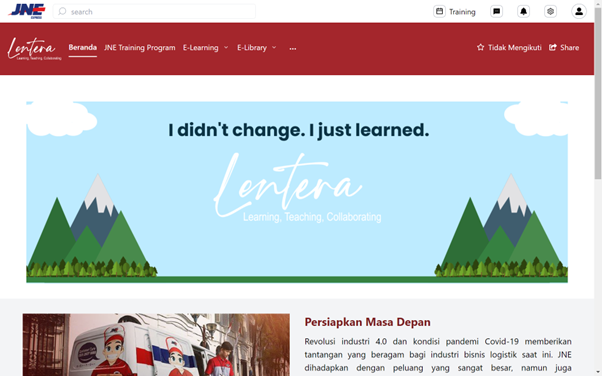 JNE
EXPRESS
search
Training
Lentera
Learning, Teaching, Collaborating
Beranda
JNE Training Program
E-Learning
E-Library
...
Tidak Mengikuti
Share
I didn't change. I just learned.
Lentera
Learning, Teaching, Collaborating
Persiapkan Masa Depan
Revolusi industri 4.0 dan kondisi pandemi Covid-19 memberikan
tantangan yang beragam bagi industri bisnis logistik saat ini. JNE
dihadapkan dengan peluang yang sangat besar, namun juga